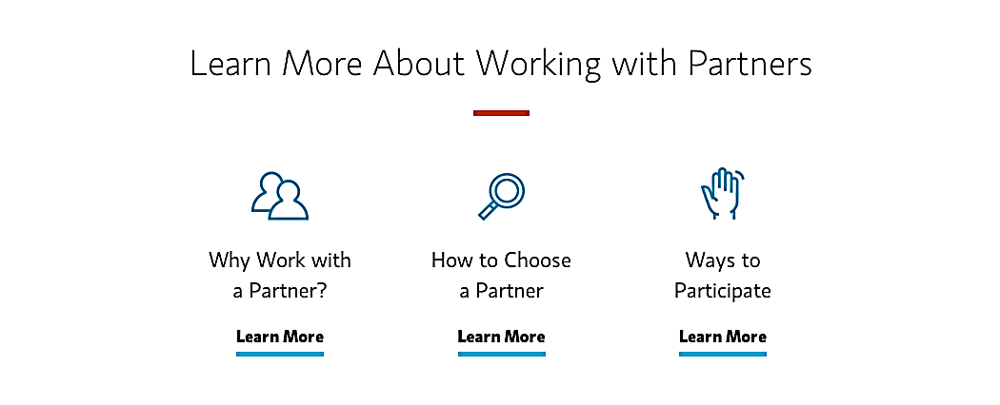 Learn More About Working with Partners
Why Work with
a Partner?
Learn More
How to Choose
a Partner
Learn More
Ways to
Participate
Learn More